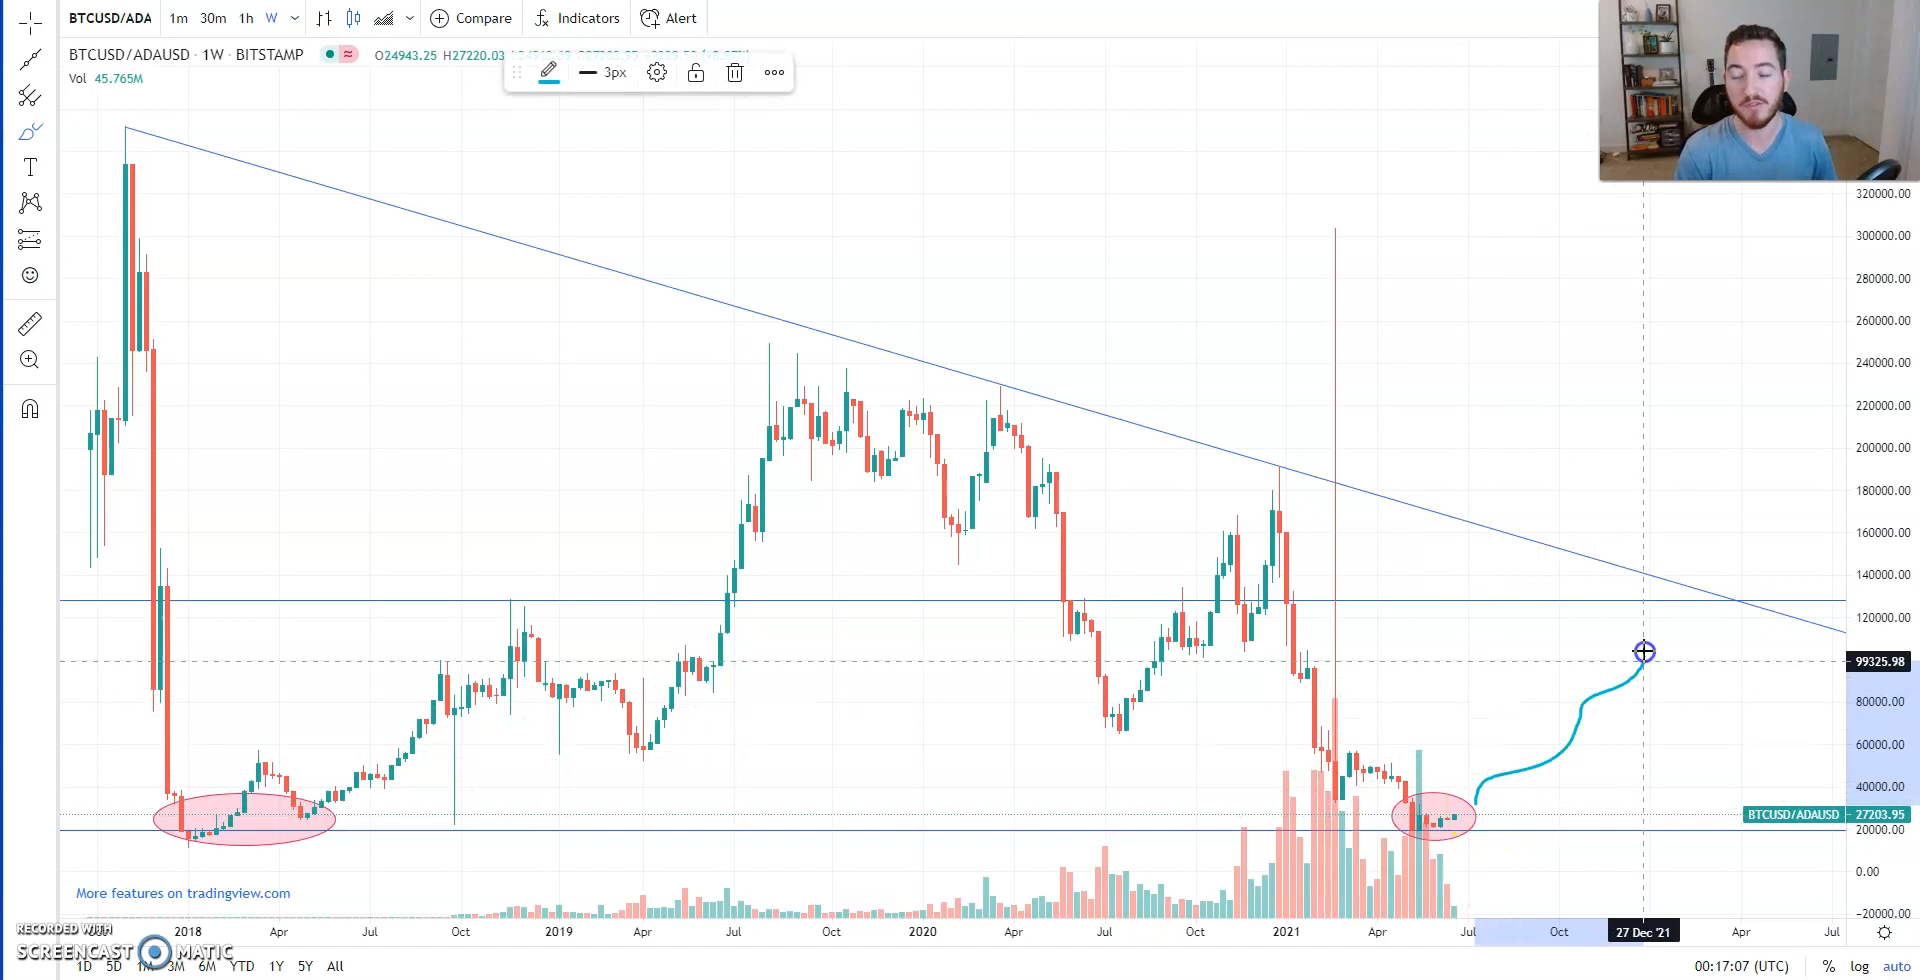 BTCUSD/ADA 1m 30m 1h W Compare Indicators Alert
BTCUSD/ADAUSD · 1W · BITSTAMP O24943.25 H27220.03
3px
Vol 45.765M
320000.00
300000.00
280000.00
260000.00
240000.00
220000.00
200000.00
180000.00
160000.00
140000.00
120000.00
99325.98
80000.00
60000.00
40000.00
BTCUSD/ADAUSD 27203.95
20000.00
0.00
−20000.00
More features on tradingview.com
2018 Apr Jul Oct 2019 Apr Jul Oct 2020 Apr Jul Oct 2021 Apr Jul Oct 27 Dec '21 Apr Jul
RECORDED WITH
SCREENCAST MATIC
1D 5D 1M 3M 6M YTD 1Y 5Y All 00:17:07 (UTC) % log auto